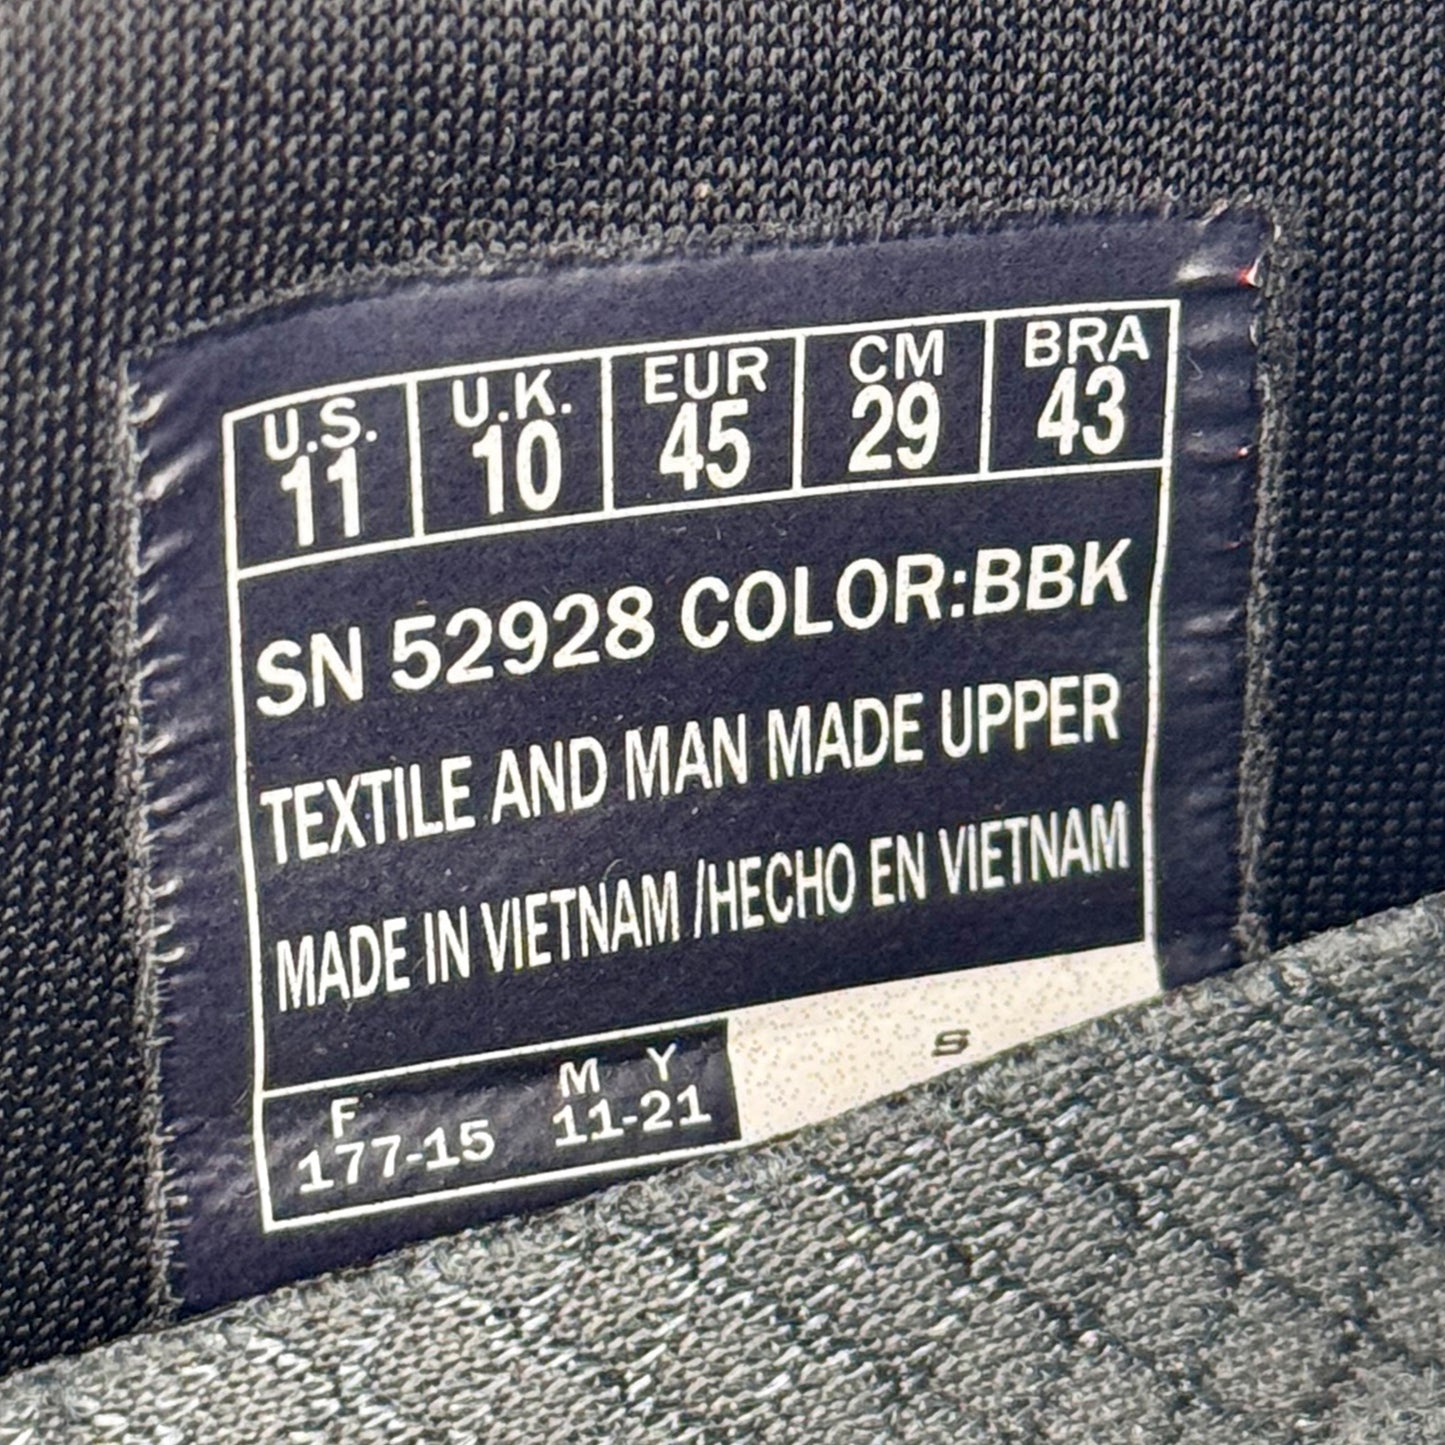 U.S. U.K. EUR CM BRA
11 10 45 29 43
SN 52928 COLOR:BBK
TEXTILE AND MAN MADE UPPER
MADE IN VIETNAM /HECHO EN VIETNAM
F M Y
177-15 11-21
S